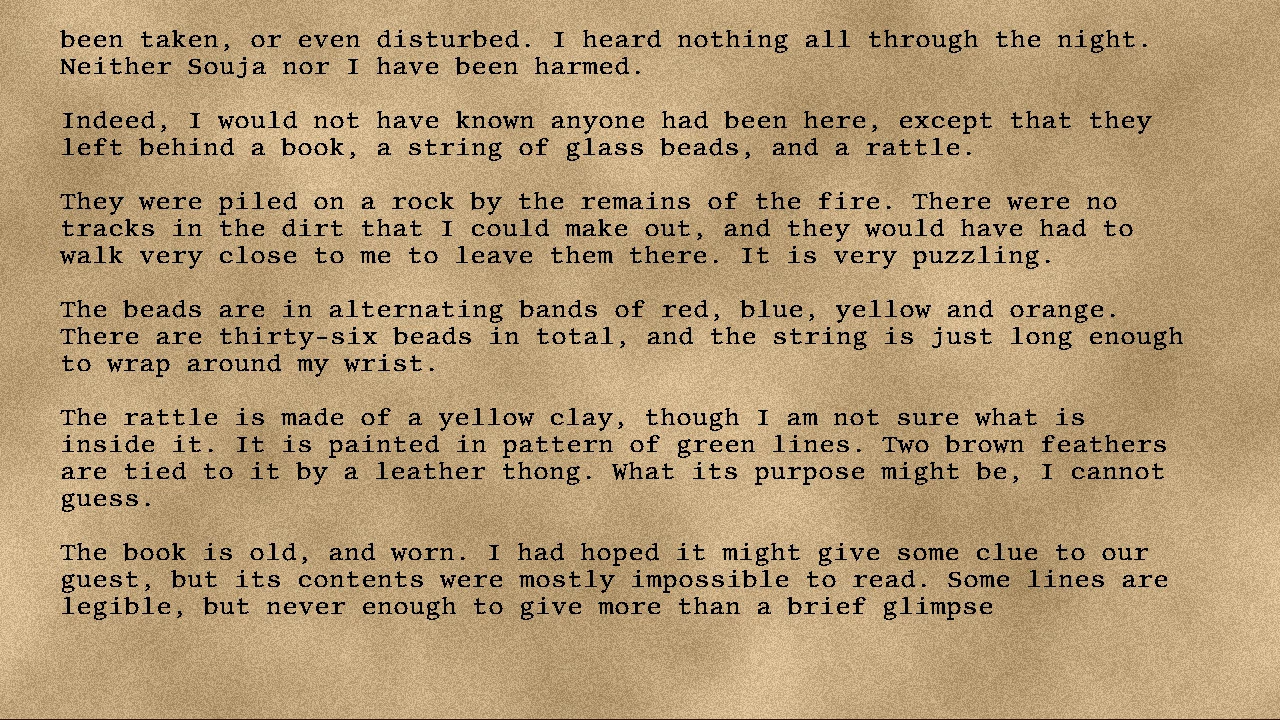 been taken, or even disturbed. I heard nothing all through the night.
Neither Souja nor I have been harmed.
Indeed, I would not have known anyone had been here, except that they
left behind a book, a string of glass beads, and a rattle.
They were piled on a rock by the remains of the fire. There were no
tracks in the dirt that I could make out, and they would have had to
walk very close to me to leave them there. It is very puzzling.
The beads are in alternating bands of red, blue, yellow and orange.
There are thirty-six beads in total, and the string is just long enough
to wrap around my wrist.
The rattle is made of a yellow clay, though I am not sure what is
inside it. It is painted in pattern of green lines. Two brown feathers
are tied to it by a leather thong. What its purpose might be, I cannot
guess.
The book is old, and worn. I had hoped it might give some clue to our
guest, but its contents were mostly impossible to read. Some lines are
legible, but never enough to give more than a brief glimpse